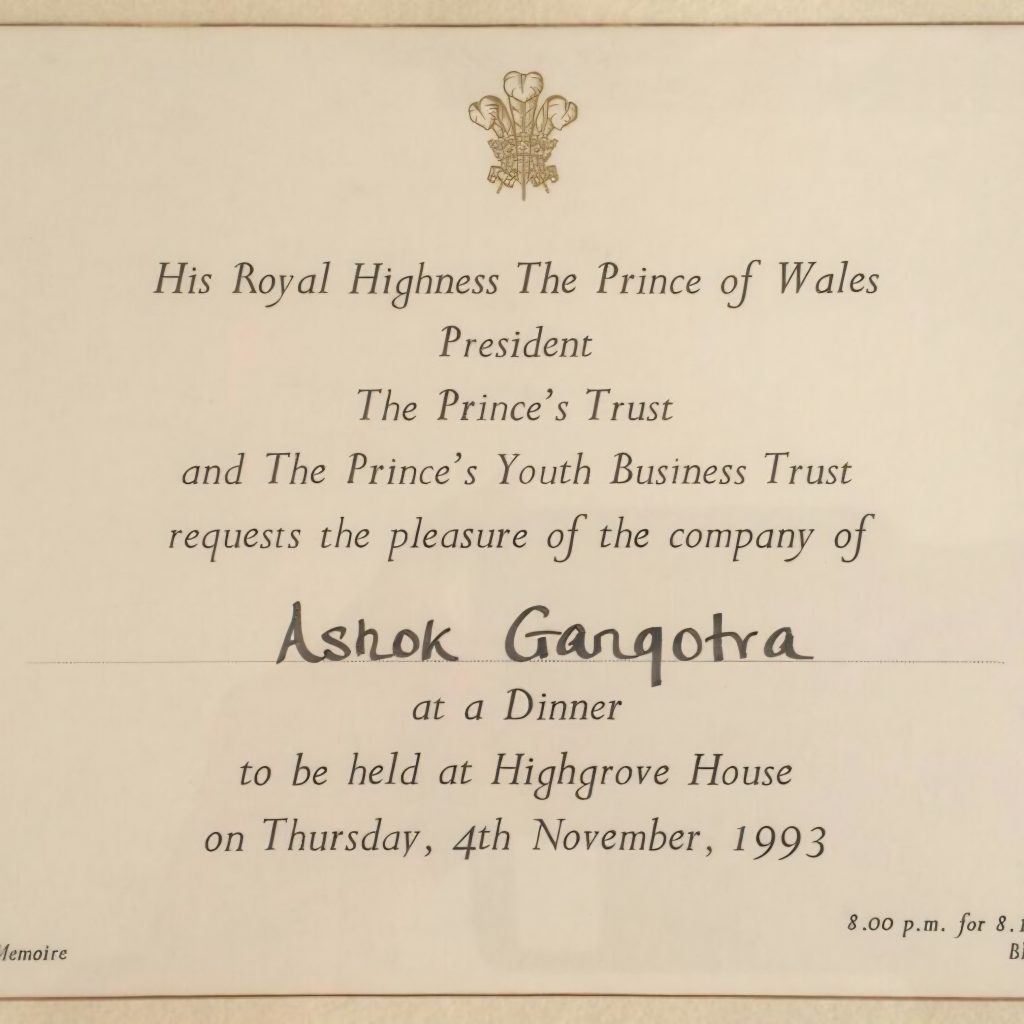 His Royal Highness The Prince of Wales
President
The Prince's Trust
and The Prince's Youth Business Trust
requests the pleasure of the company of
Ashok Gangotra
at a Dinner
to be held at Highgrove House
on Thursday, 4th November, 1993
8.00 p.m. for
Memoire